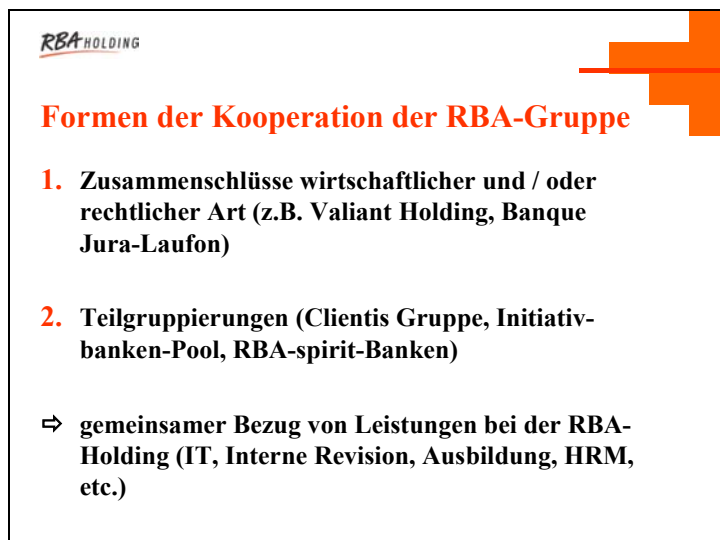 RBA HOLDING
Formen der Kooperation der RBA-Gruppe
1. Zusammenschlüsse wirtschaftlicher und / oder
rechtlicher Art (z.B. Valiant Holding, Banque
Jura-Laufon)
2. Teilgruppierungen (Clientis Gruppe, Initiativ-
banken-Pool, RBA-spirit-Banken)
⇨ gemeinsamer Bezug von Leistungen bei der RBA-
Holding (IT, Interne Revision, Ausbildung, HRM,
etc.)